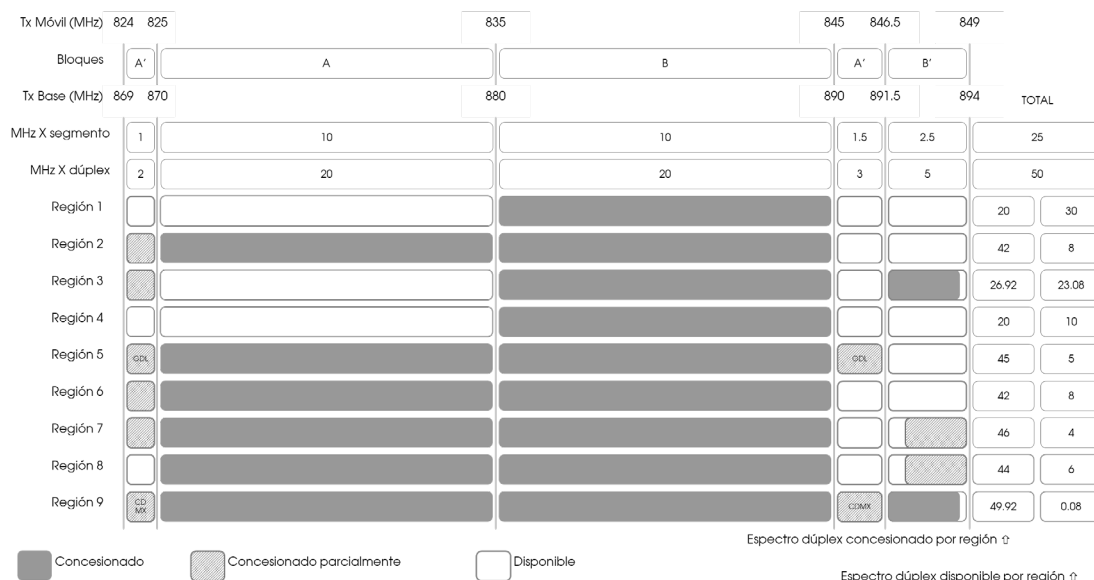 Tx Móvil (MHz) 824 825 835 845 846.5 849
Bloques A' A B A' B'
Tx Base (MHz) 869 870 880 890 891.5 894 TOTAL
MHz X segmento 1 10 10 1.5 2.5 25
MHz X dúplex 2 20 20 3 5 50
Región 1 20 30
Región 2 42 8
Región 3 26.92 23.08
Región 4 20 10
Región 5 GDL GDL 45 5
Región 6 42 8
Región 7 46 4
Región 8 44 6
Región 9 CD MX CDMX 49.92 0.08
Espectro dúplex concesionado por región ⇧
Concesionado Concesionado parcialmente Disponible
Espectro dúplex disponible por región ⇧